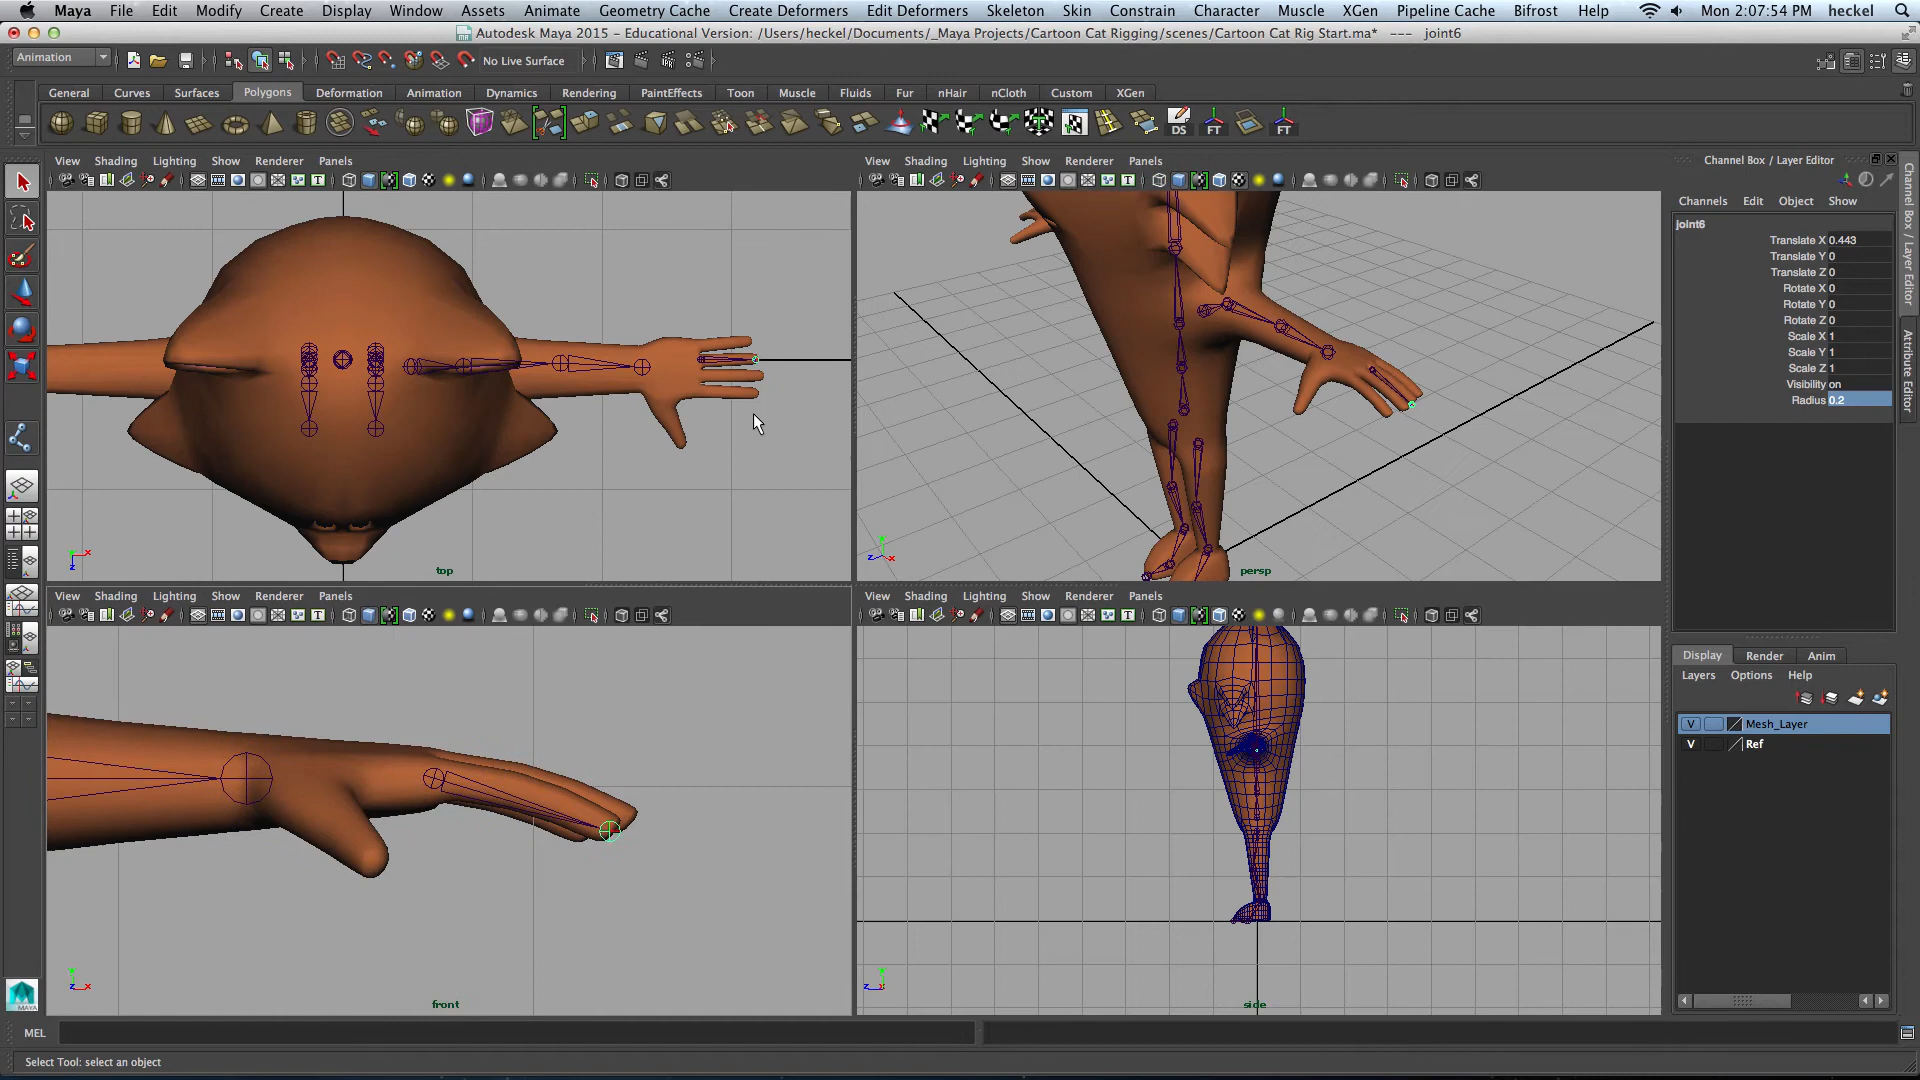 Maya File Edit Modify Create Display Window Assets Animate Geometry Cache Create Deformers Edit Deformers Skeleton Skin Constrain Character Muscle XGen Pipeline Cache Bifrost Help Mon 2:07:54 PM heckel
Autodesk Maya 2015 - Educational Version: /Users/heckel/Documents/_Maya Projects/Cartoon Cat Rigging/scenes/Cartoon Cat Rig Start.ma* --- joint6
Animation No Live Surface
General Curves Surfaces Polygons Deformation Animation Dynamics Rendering PaintEffects Toon Muscle Fluids Fur nHair nCloth Custom XGen
DS FT FT
View Shading Lighting Show Renderer Panels
View Shading Lighting Show Renderer Panels
Channel Box / Layer Editor
Channels Edit Object Show
joint6
Translate X 0.443
Translate Y 0
Translate Z 0
Rotate X 0
Rotate Y 0
Rotate Z 0
Scale X 1
Scale Y 1
Scale Z 1
Visibility on
Radius 0.2
Channel Box / Layer Editor
Attribute Editor
top
persp
View Shading Lighting Show Renderer Panels
View Shading Lighting Show Renderer Panels
front
side
Display Render Anim
Layers Options Help
V Mesh_Layer
V Ref
MAYA
MEL
Select Tool: select an object